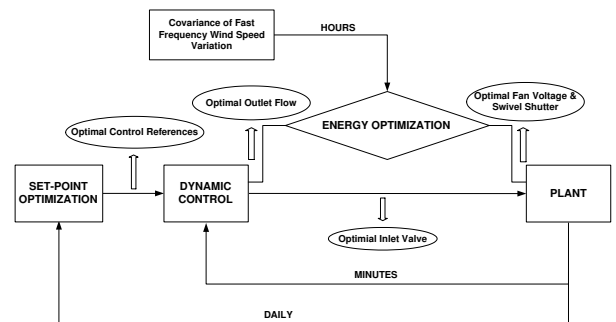 Covariance of Fast
Frequency Wind Speed
Variation
HOURS
Optimal Outlet Flow
Optimal Fan Voltage &
Swivel Shutter
ENERGY OPTIMIZATION
Optimal Control References
SET-POINT
OPTIMIZATION
DYNAMIC
CONTROL
PLANT
Optimial Inlet Valve
MINUTES
DAILY